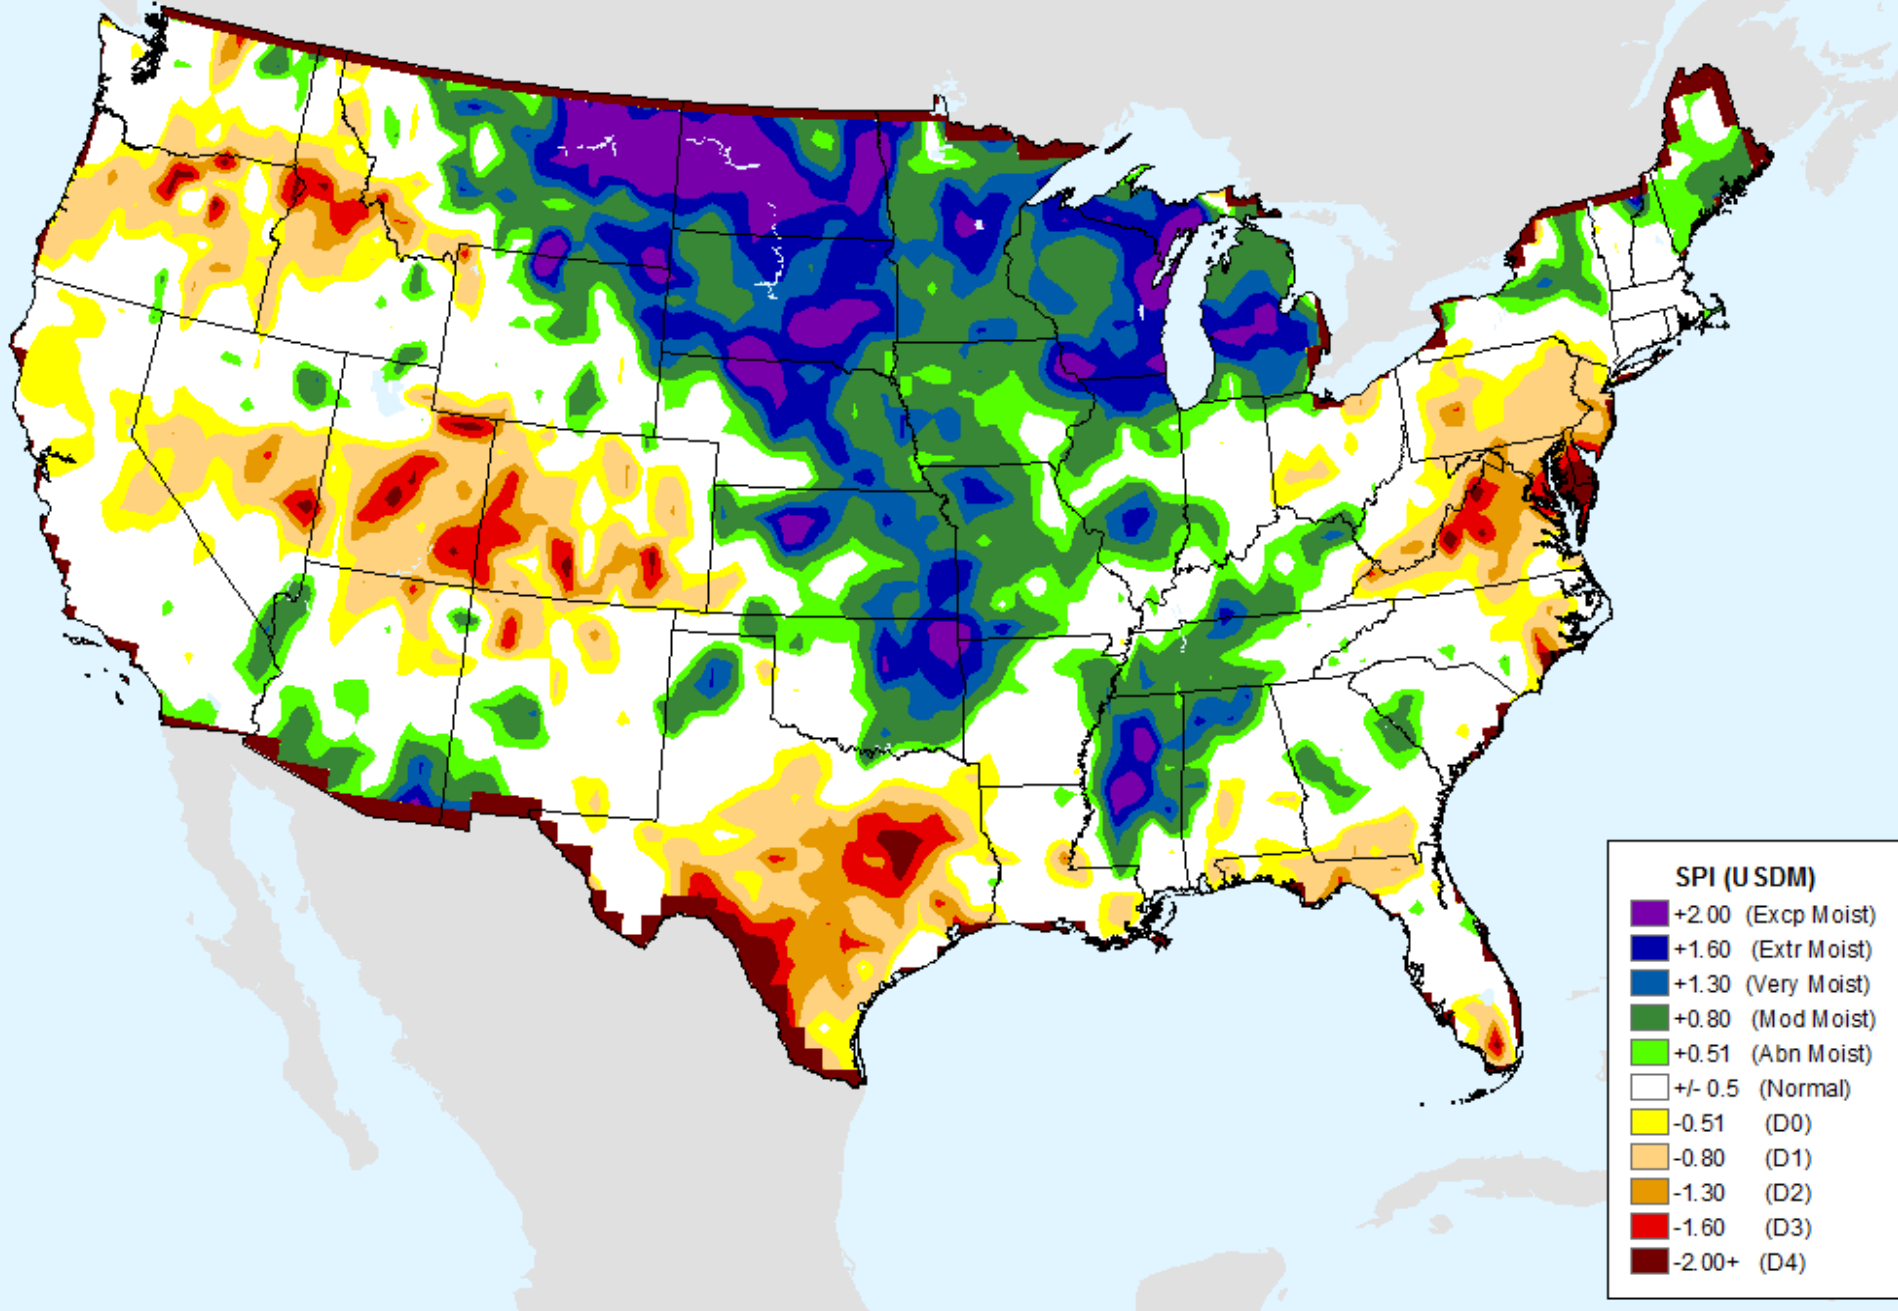 SPI (USDM)
+2.00 (Excp Moist)
+1.60 (Extr Moist)
+1.30 (Very Moist)
+0.80 (Mod Moist)
+0.51 (Abn Moist)
+/- 0.5 (Normal)
-0.51 (D0)
-0.80 (D1)
-1.30 (D2)
-1.60 (D3)
-2.00+ (D4)